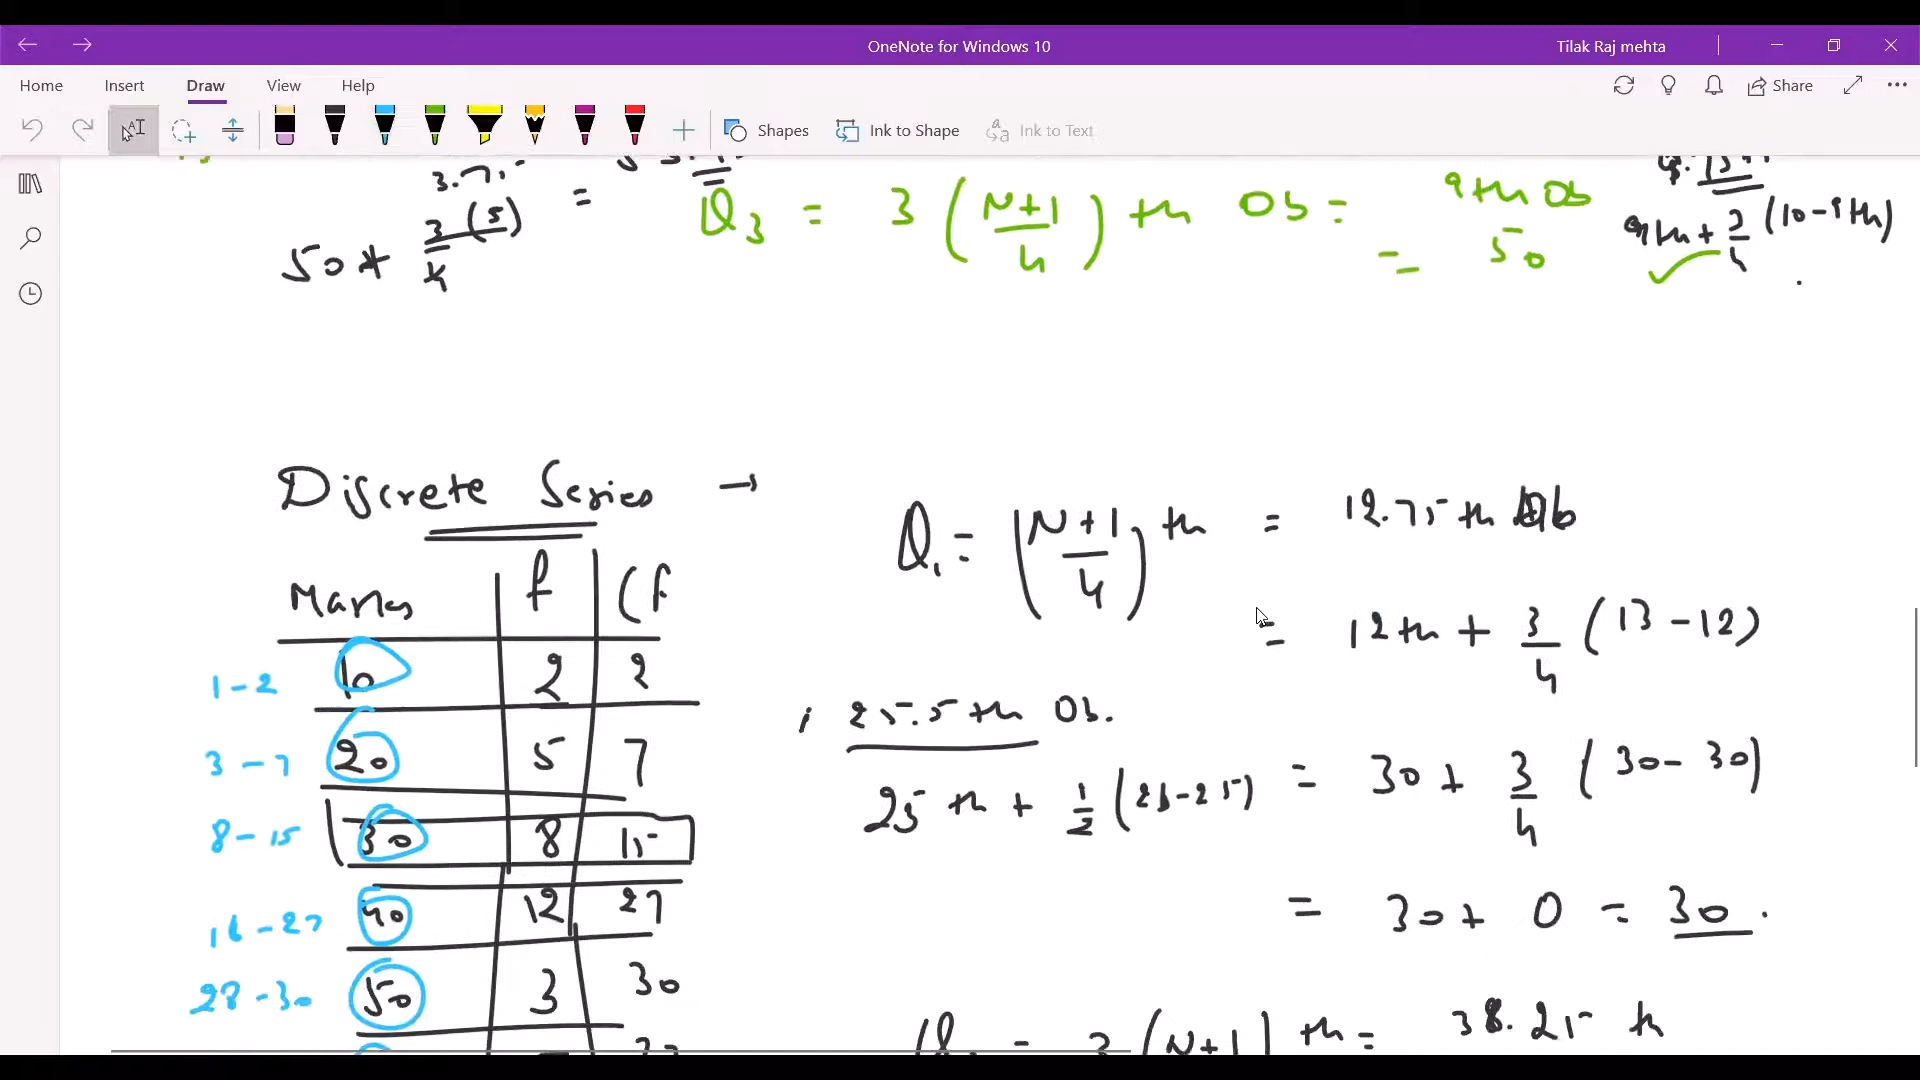 OneNote for Windows 10
Tilak Raj mehta
Home Insert Draw View Help
Share
Shapes Ink to Shape Ink to Text
Q3 = 3 (N+1/4) th Ob = 9th Ob
= 50
9th + 3/4 (10-9th)
50 + 3/4 (5) =
Discrete Series →
Q1 = (N+1/4) th = 12.75 th Ob
= 12th + 3/4 (13-12)
25.5th Ob.
25 th + 1/2 (26-25)
= 30 + 3/4 (30-30)
= 30 + 0 = 30.
= 3 (N+1) th = 38.25 th
Marks f Cf
1-2 10 2 2
3-7 20 5 7
8-15 30 8 15
16-27 40 12 27
28-30 50 3 30